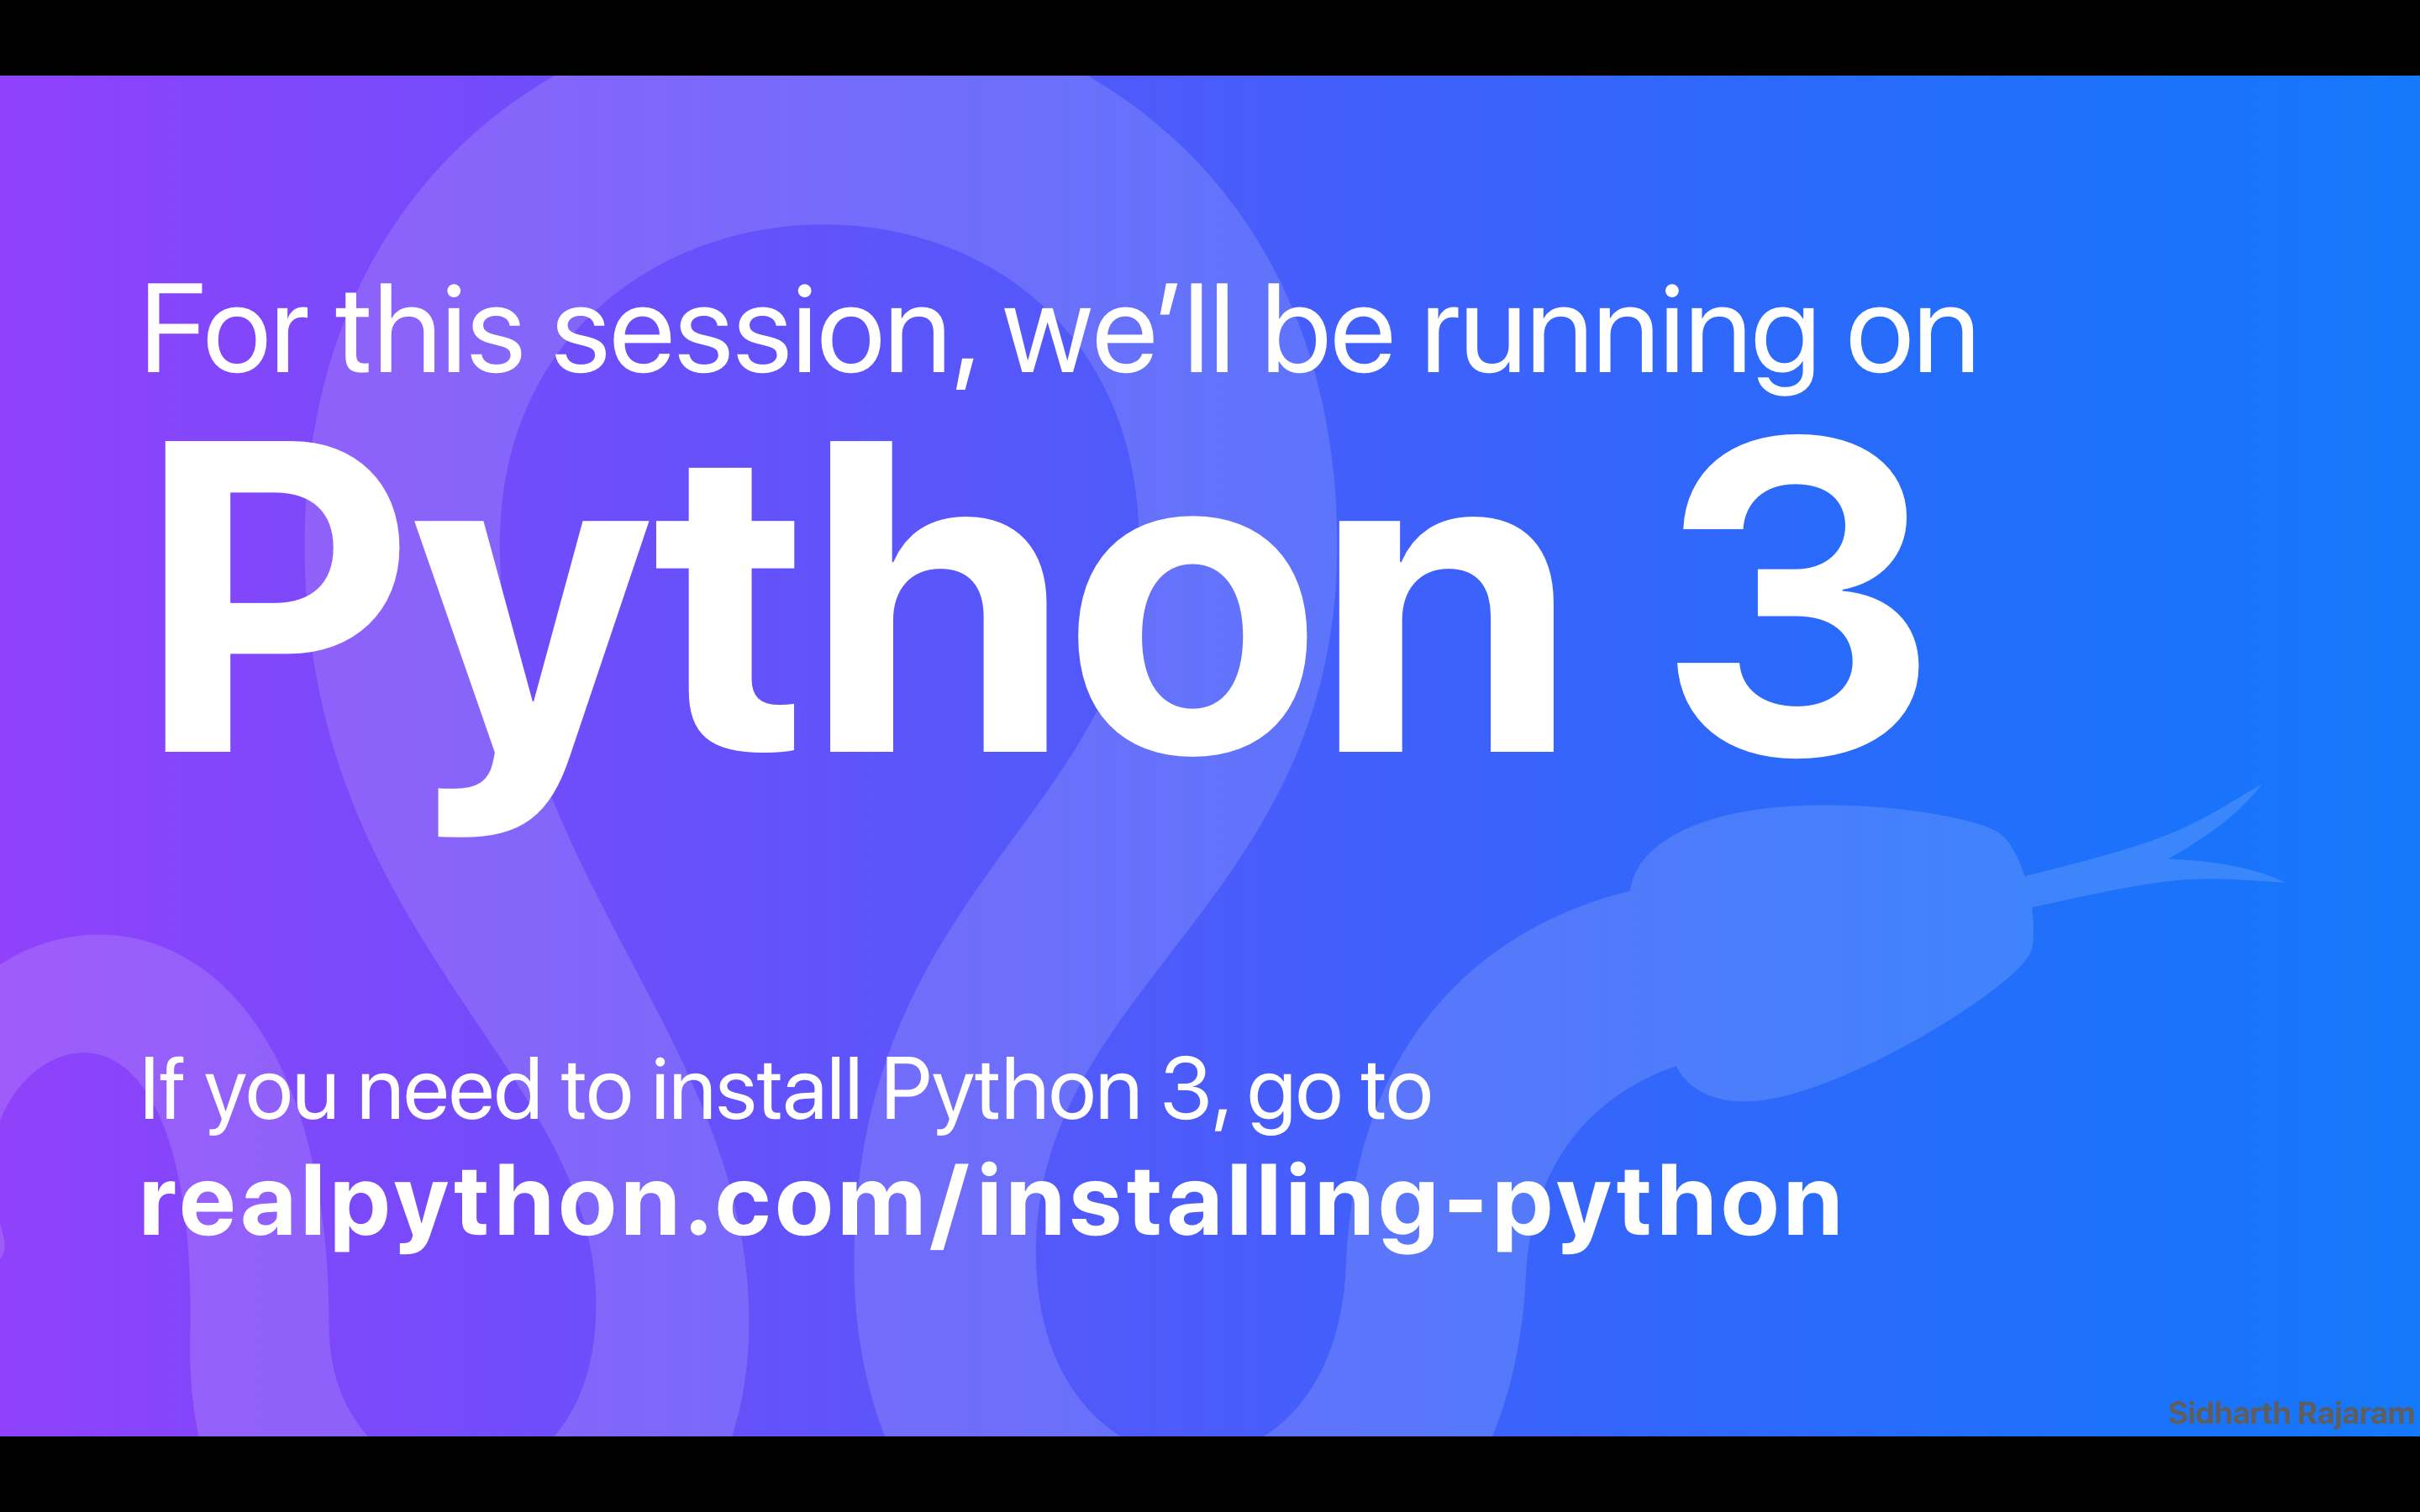 For this session, we’ll be running on
Python 3
If you need to install Python 3, go to
realpython.com/installing-python
Sidharth Rajaram